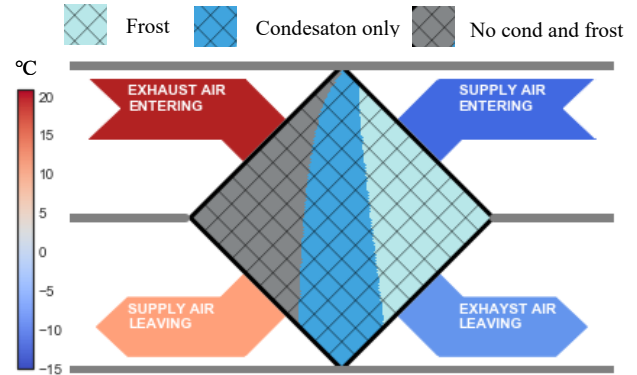 Frost
Condesaton only
No cond and frost
℃
EXHAUST AIR
ENTERING
SUPPLY AIR
ENTERING
20
15
10
5
0
−5
−10
−15
SUPPLY AIR
LEAVING
EXHAYST AIR
LEAVING